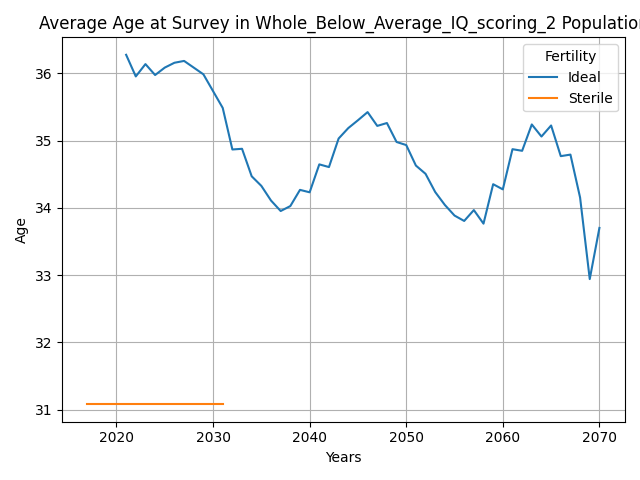 Average Age at Survey in Whole_Below_Average_IQ_scoring_2 Population
Fertility
Ideal
Sterile
36
35
34
33
32
31
Age
2020 2030 2040 2050 2060 2070
Years